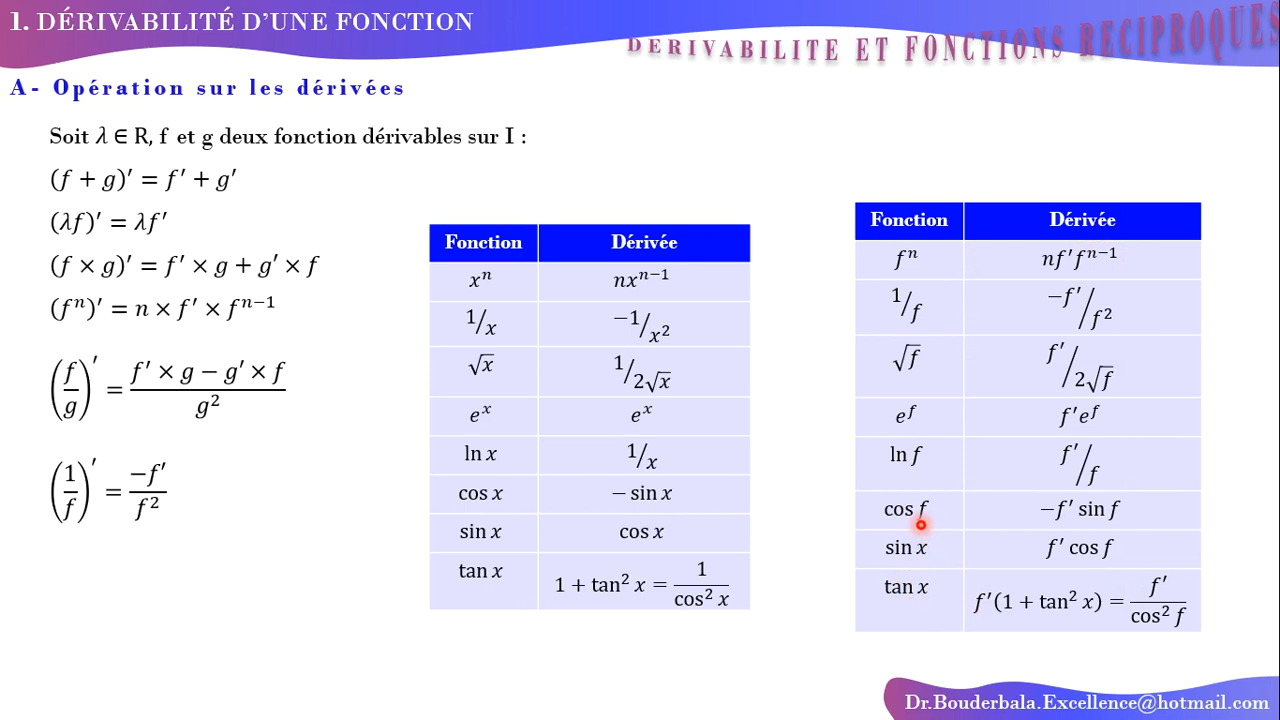 1. DÉRIVABILITÉ D'UNE FONCTION
DERIVABILITE ET FONCTIONS RECIPROQUES
A- Opération sur les dérivées
Soit λ ∈ R, f et g deux fonction dérivables sur I :
(f + g)′ = f′ + g′
(λf)′ = λf′
(f × g)′ = f′ × g + g′ × f
(fⁿ)′ = n × f′ × fⁿ⁻¹
(f/g)′ = (f′ × g − g′ × f)/g²
(1/f)′ = −f′/f²
Fonction Dérivée
xⁿ nxⁿ⁻¹
1/x −1/x²
√x 1/2√x
eˣ eˣ
ln x 1/x
cos x − sin x
sin x cos x
tan x 1 + tan² x = 1/cos² x
Fonction Dérivée
fⁿ nf′fⁿ⁻¹
1/f −f′/f²
√f f′/2√f
e^f f′e^f
ln f f′/f
cos f −f′ sin f
sin x f′ cos f
tan x f′(1 + tan² x) = f′/cos² f
Dr.Bouderbala.Excellence@hotmail.com